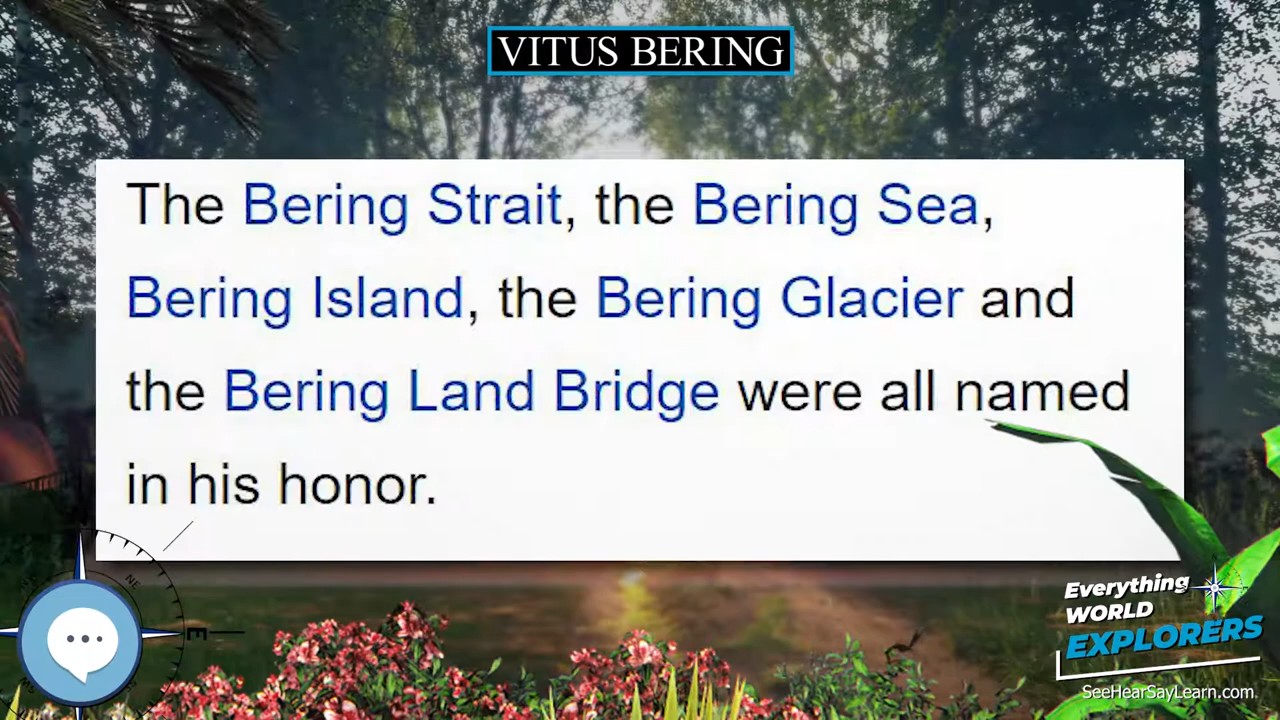 VITUS BERING
The Bering Strait, the Bering Sea,
Bering Island, the Bering Glacier and
the Bering Land Bridge were all named
in his honor.
NE
E
Everything
WORLD
EXPLORERS
SeeHearSayLearn.com